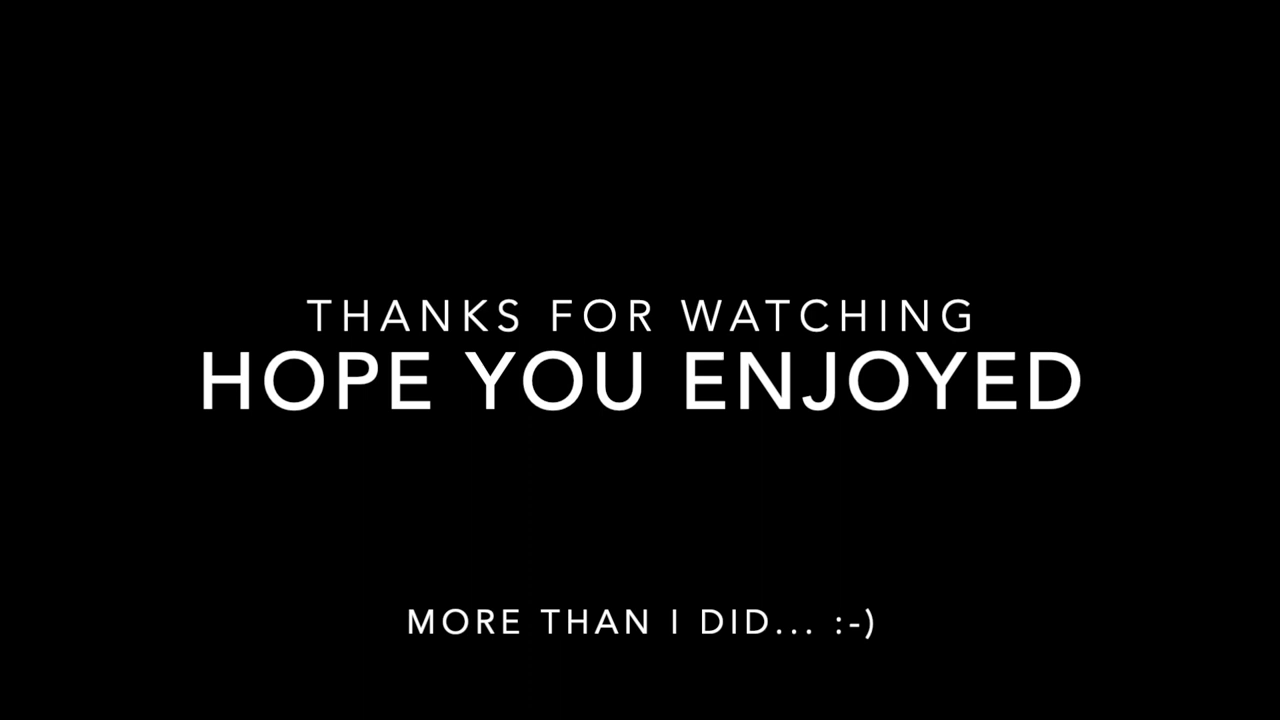 THANKS FOR WATCHING
HOPE YOU ENJOYED
MORE THAN I DID... :-)